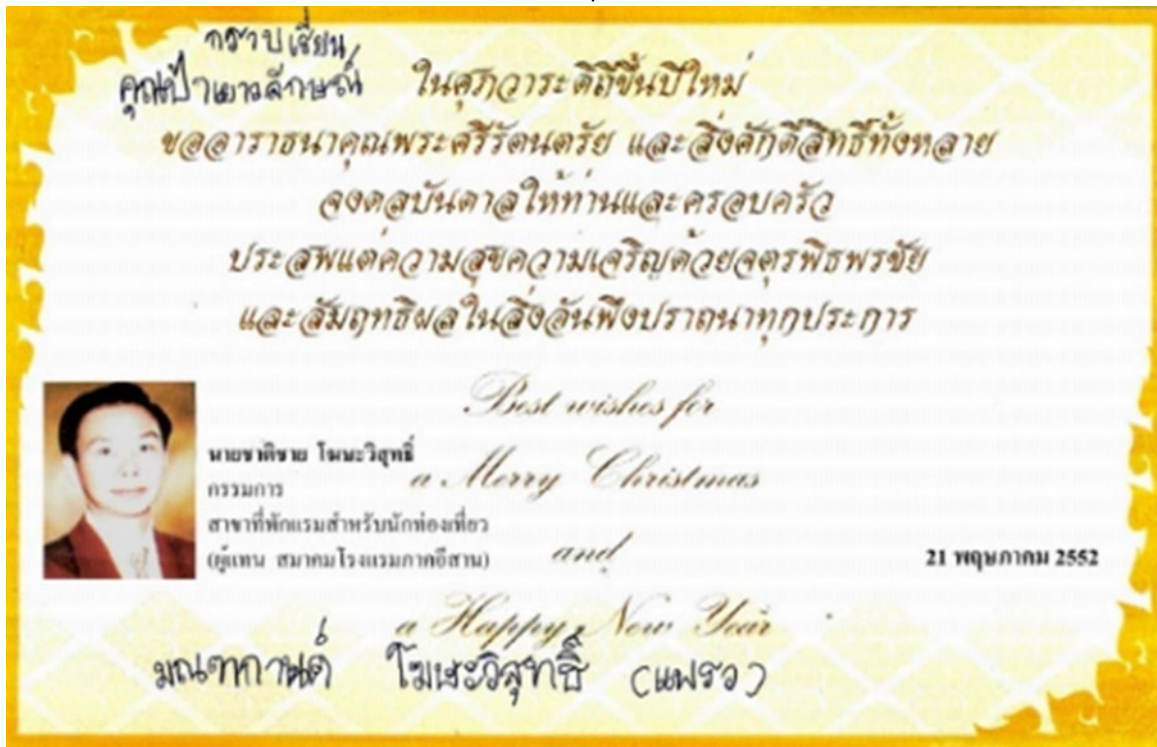 กราบเรียน
คุณป้าเยาวลักษณ์
ในศุภวาระดิถีขึ้นปีใหม่
ขออาราธนาคุณพระศรีรัตนตรัย และสิ่งศักดิ์สิทธิ์ทั้งหลาย
จงดลบันดาลให้ท่านและครอบครัว
ประสพแต่ความสุขความเจริญด้วยจตุรพิธพรชัย
และสัมฤทธิผลในสิ่งอันพึงปราถนาทุกประการ
Best wishes for
a Merry Christmas
and
a Happy New Year
นายชาติชาย โฆษะวิสุทธิ์
กรรมการ
สาขาที่พักแรมสำหรับนักท่องเที่ยว
(ผู้แทน สมาคมโรงแรมภาคอีสาน)
21 พฤษภาคม 2552
มณฑกานต์ โฆษะวิสุทธิ์ (แพรว)